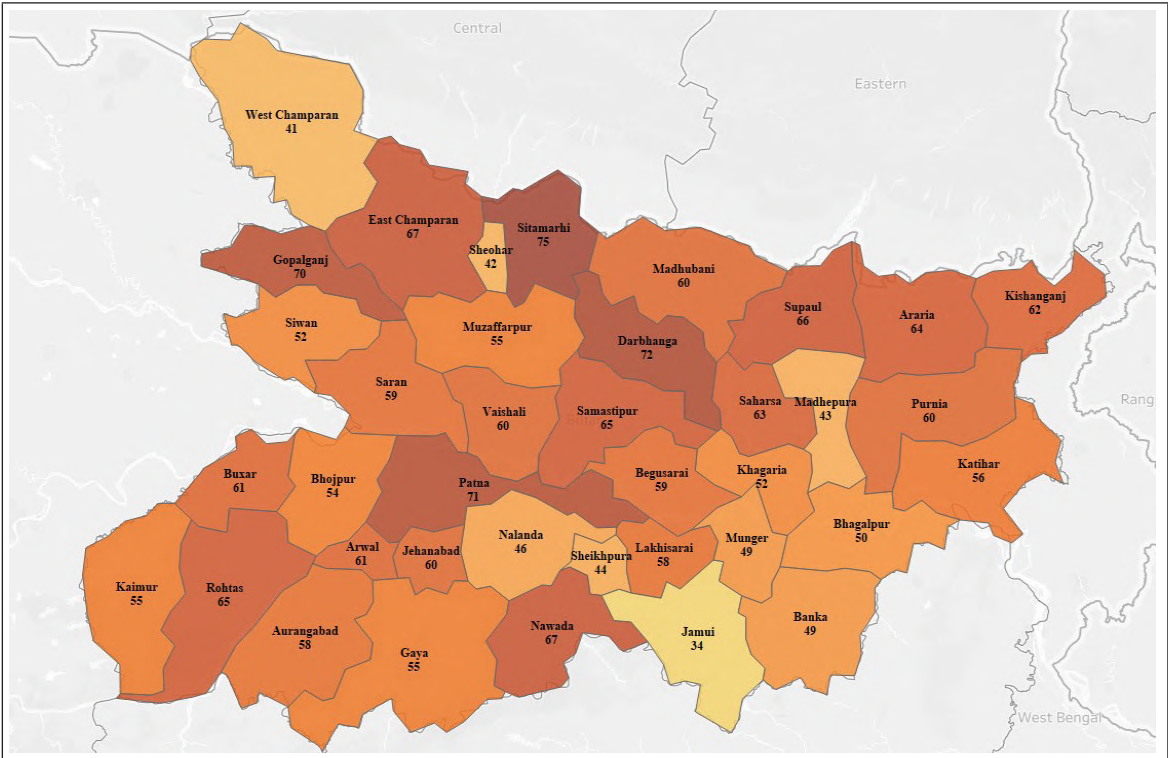 Central
Eastern
West Champaran
41
East Champaran
67
Sitamarhi
75
Sheohar
42
Gopalganj
70
Madhubani
60
Kishanganj
62
Supaul
66
Araria
64
Siwan
52
Muzaffarpur
55
Darbhanga
72
Saran
59
Vaishali
60
Samastipur
65
Saharsa
63
Madhepura
43
Purnia
60
Rang
Buxar
61
Bhojpur
54
Patna
71
Begusarai
59
Khagaria
52
Katihar
56
Bhagalpur
50
Nalanda
46
Munger
49
Arwal
61
Jehanabad
60
Sheikhpura
44
Lakhisarai
58
Kaimur
55
Rohtas
65
Aurangabad
58
Gaya
55
Nawada
67
Jamui
34
Banka
49
West Bengal